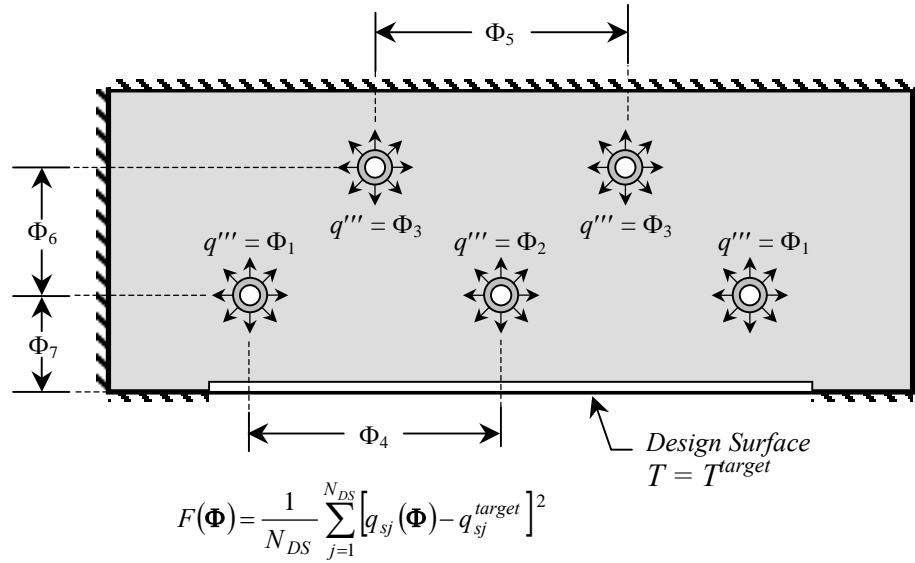 Φ₅
q''' = Φ₃ q''' = Φ₃
Φ₆
q''' = Φ₁ q''' = Φ₂ q''' = Φ₁
Φ₇
Φ₄
Design Surface
T = T^target
F(Φ) = 1/N_DS ∑_{j=1}^{N_DS} [q_sj(Φ) − q_sj^target]²